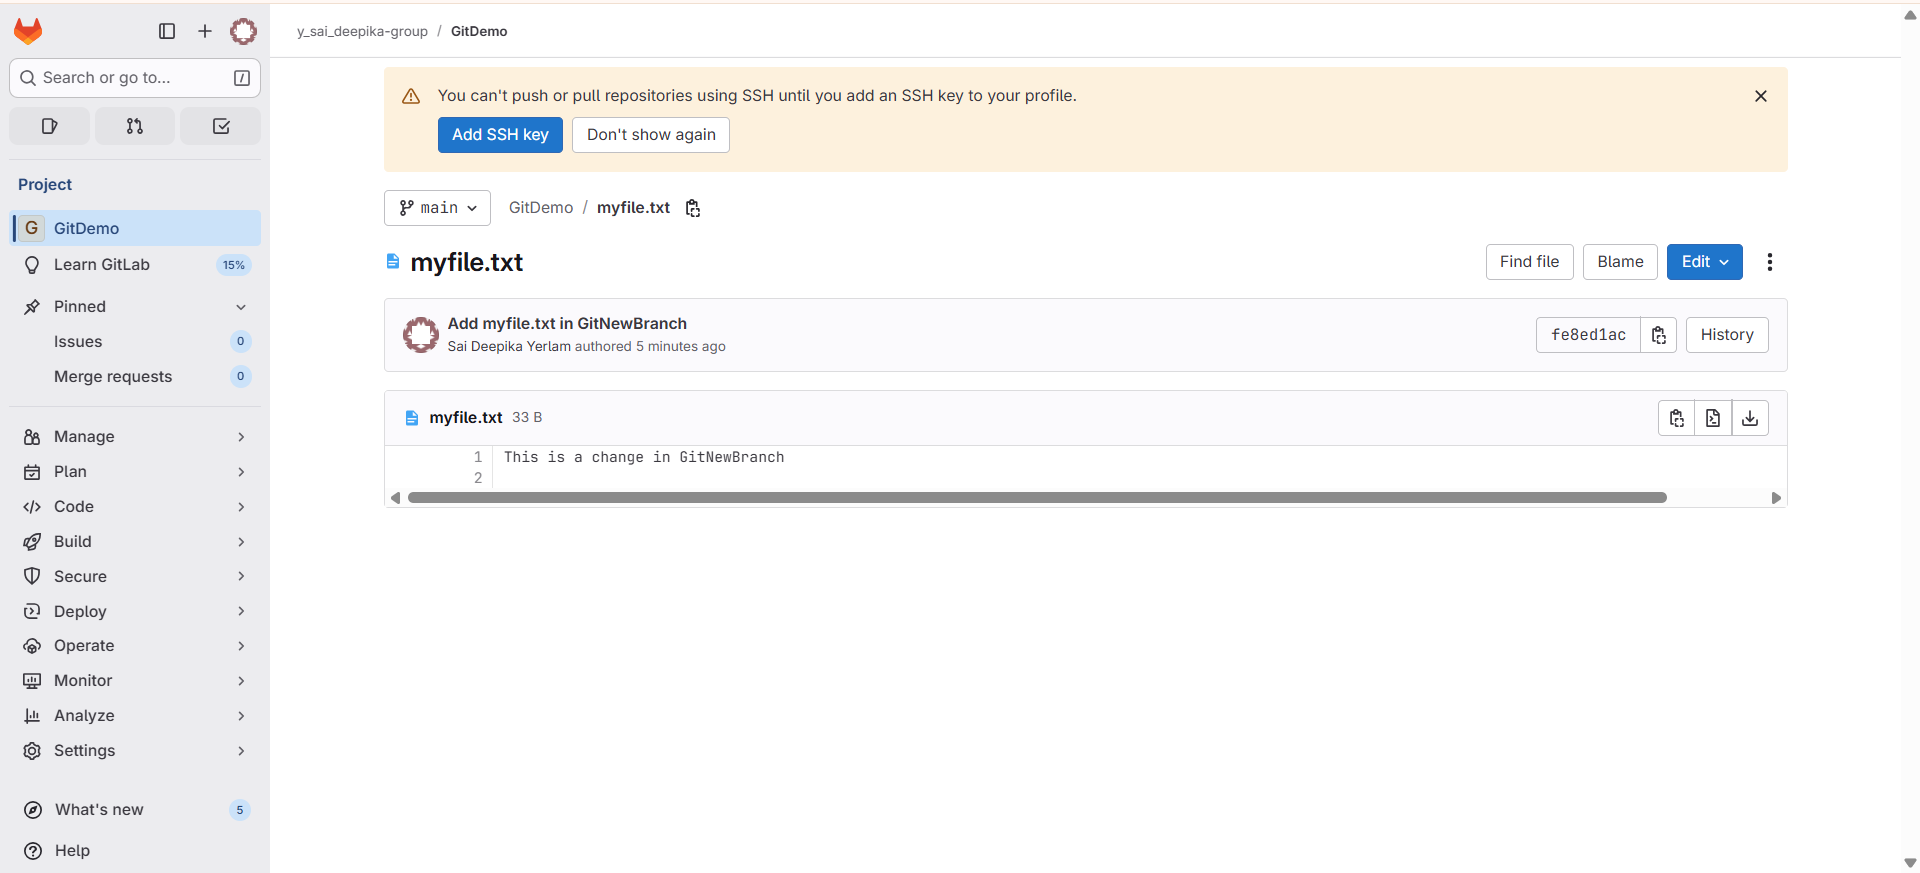 y_sai_deepika-group / GitDemo
Search or go to... /
You can't push or pull repositories using SSH until you add an SSH key to your profile.
Add SSH key Don't show again
Project
G GitDemo
Learn GitLab 15%
Pinned
Issues 0
Merge requests 0
Manage
Plan
Code
Build
Secure
Deploy
Operate
Monitor
Analyze
Settings
What's new 5
Help
main GitDemo / myfile.txt
myfile.txt
Find file Blame Edit
Add myfile.txt in GitNewBranch
Sai Deepika Yerlam authored 5 minutes ago
fe8ed1ac History
myfile.txt 33 B
1 This is a change in GitNewBranch
2